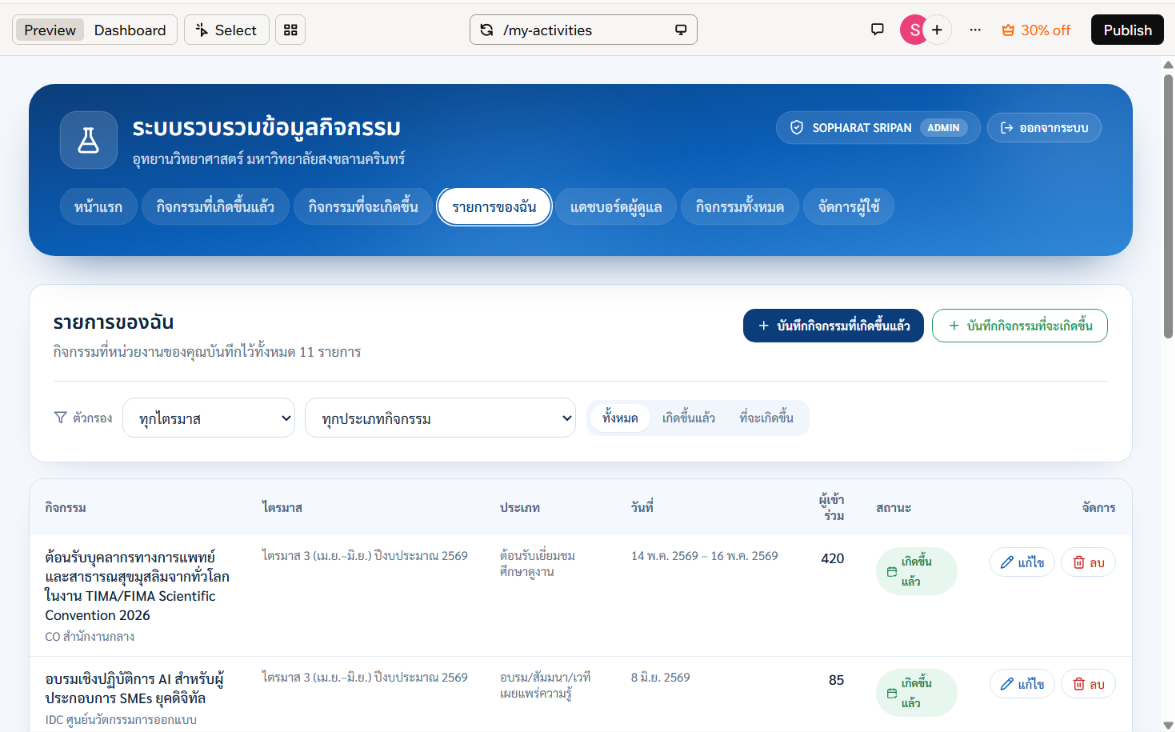 Preview Dashboard Select /my-activities S + ... 30% off Publish
ระบบรวบรวมข้อมูลกิจกรรม
อุทยานวิทยาศาสตร์ มหาวิทยาลัยสงขลานครินทร์
SOPHARAT SRIPAN ADMIN ออกจากระบบ
หน้าแรก กิจกรรมที่เกิดขึ้นแล้ว กิจกรรมที่จะเกิดขึ้น รายการของฉัน แดชบอร์ดผู้ดูแล กิจกรรมทั้งหมด จัดการผู้ใช้
รายการของฉัน
กิจกรรมที่หน่วยงานของคุณบันทึกไว้ทั้งหมด 11 รายการ
+ บันทึกกิจกรรมที่เกิดขึ้นแล้ว + บันทึกกิจกรรมที่จะเกิดขึ้น
ตัวกรอง ทุกไตรมาส ทุกประเภทกิจกรรม ทั้งหมด เกิดขึ้นแล้ว ที่จะเกิดขึ้น
กิจกรรม ไตรมาส ประเภท วันที่ ผู้เข้า สถานะ จัดการ
ร่วม
ต้อนรับบุคลากรทางการแพทย์
และสาธารณสุขมุสลิมจากทั่วโลก
ในงาน TIMA/FIMA Scientific
Convention 2026
CO สำนักงานกลาง
ไตรมาส 3 (เม.ย.–มิ.ย.) ปีงบประมาณ 2569
ต้อนรับเยี่ยมชม
ศึกษาดูงาน
14 พ.ค. 2569 – 16 พ.ค. 2569
420
เกิดขึ้น
แล้ว
แก้ไข ลบ
อบรมเชิงปฏิบัติการ AI สำหรับผู้
ประกอบการ SMEs ยุคดิจิทัล
IDC ศูนย์นวัตกรรมการออกแบบ
ไตรมาส 3 (เม.ย.–มิ.ย.) ปีงบประมาณ 2569
อบรม/สัมมนา/เวที
เผยแพร่ความรู้
8 มิ.ย. 2569
85
เกิดขึ้น
แล้ว
แก้ไข ลบ